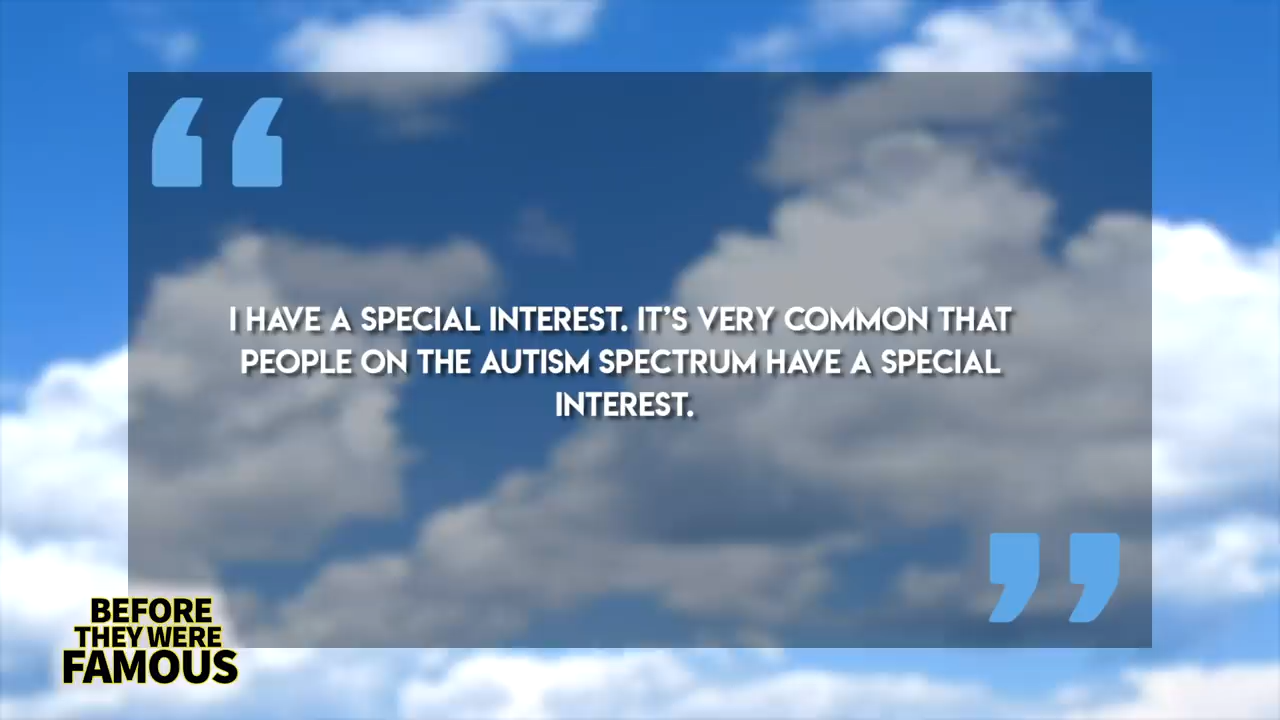 I HAVE A SPECIAL INTEREST. IT'S VERY COMMON THAT
PEOPLE ON THE AUTISM SPECTRUM HAVE A SPECIAL
INTEREST.
BEFORE
THEY WERE
FAMOUS